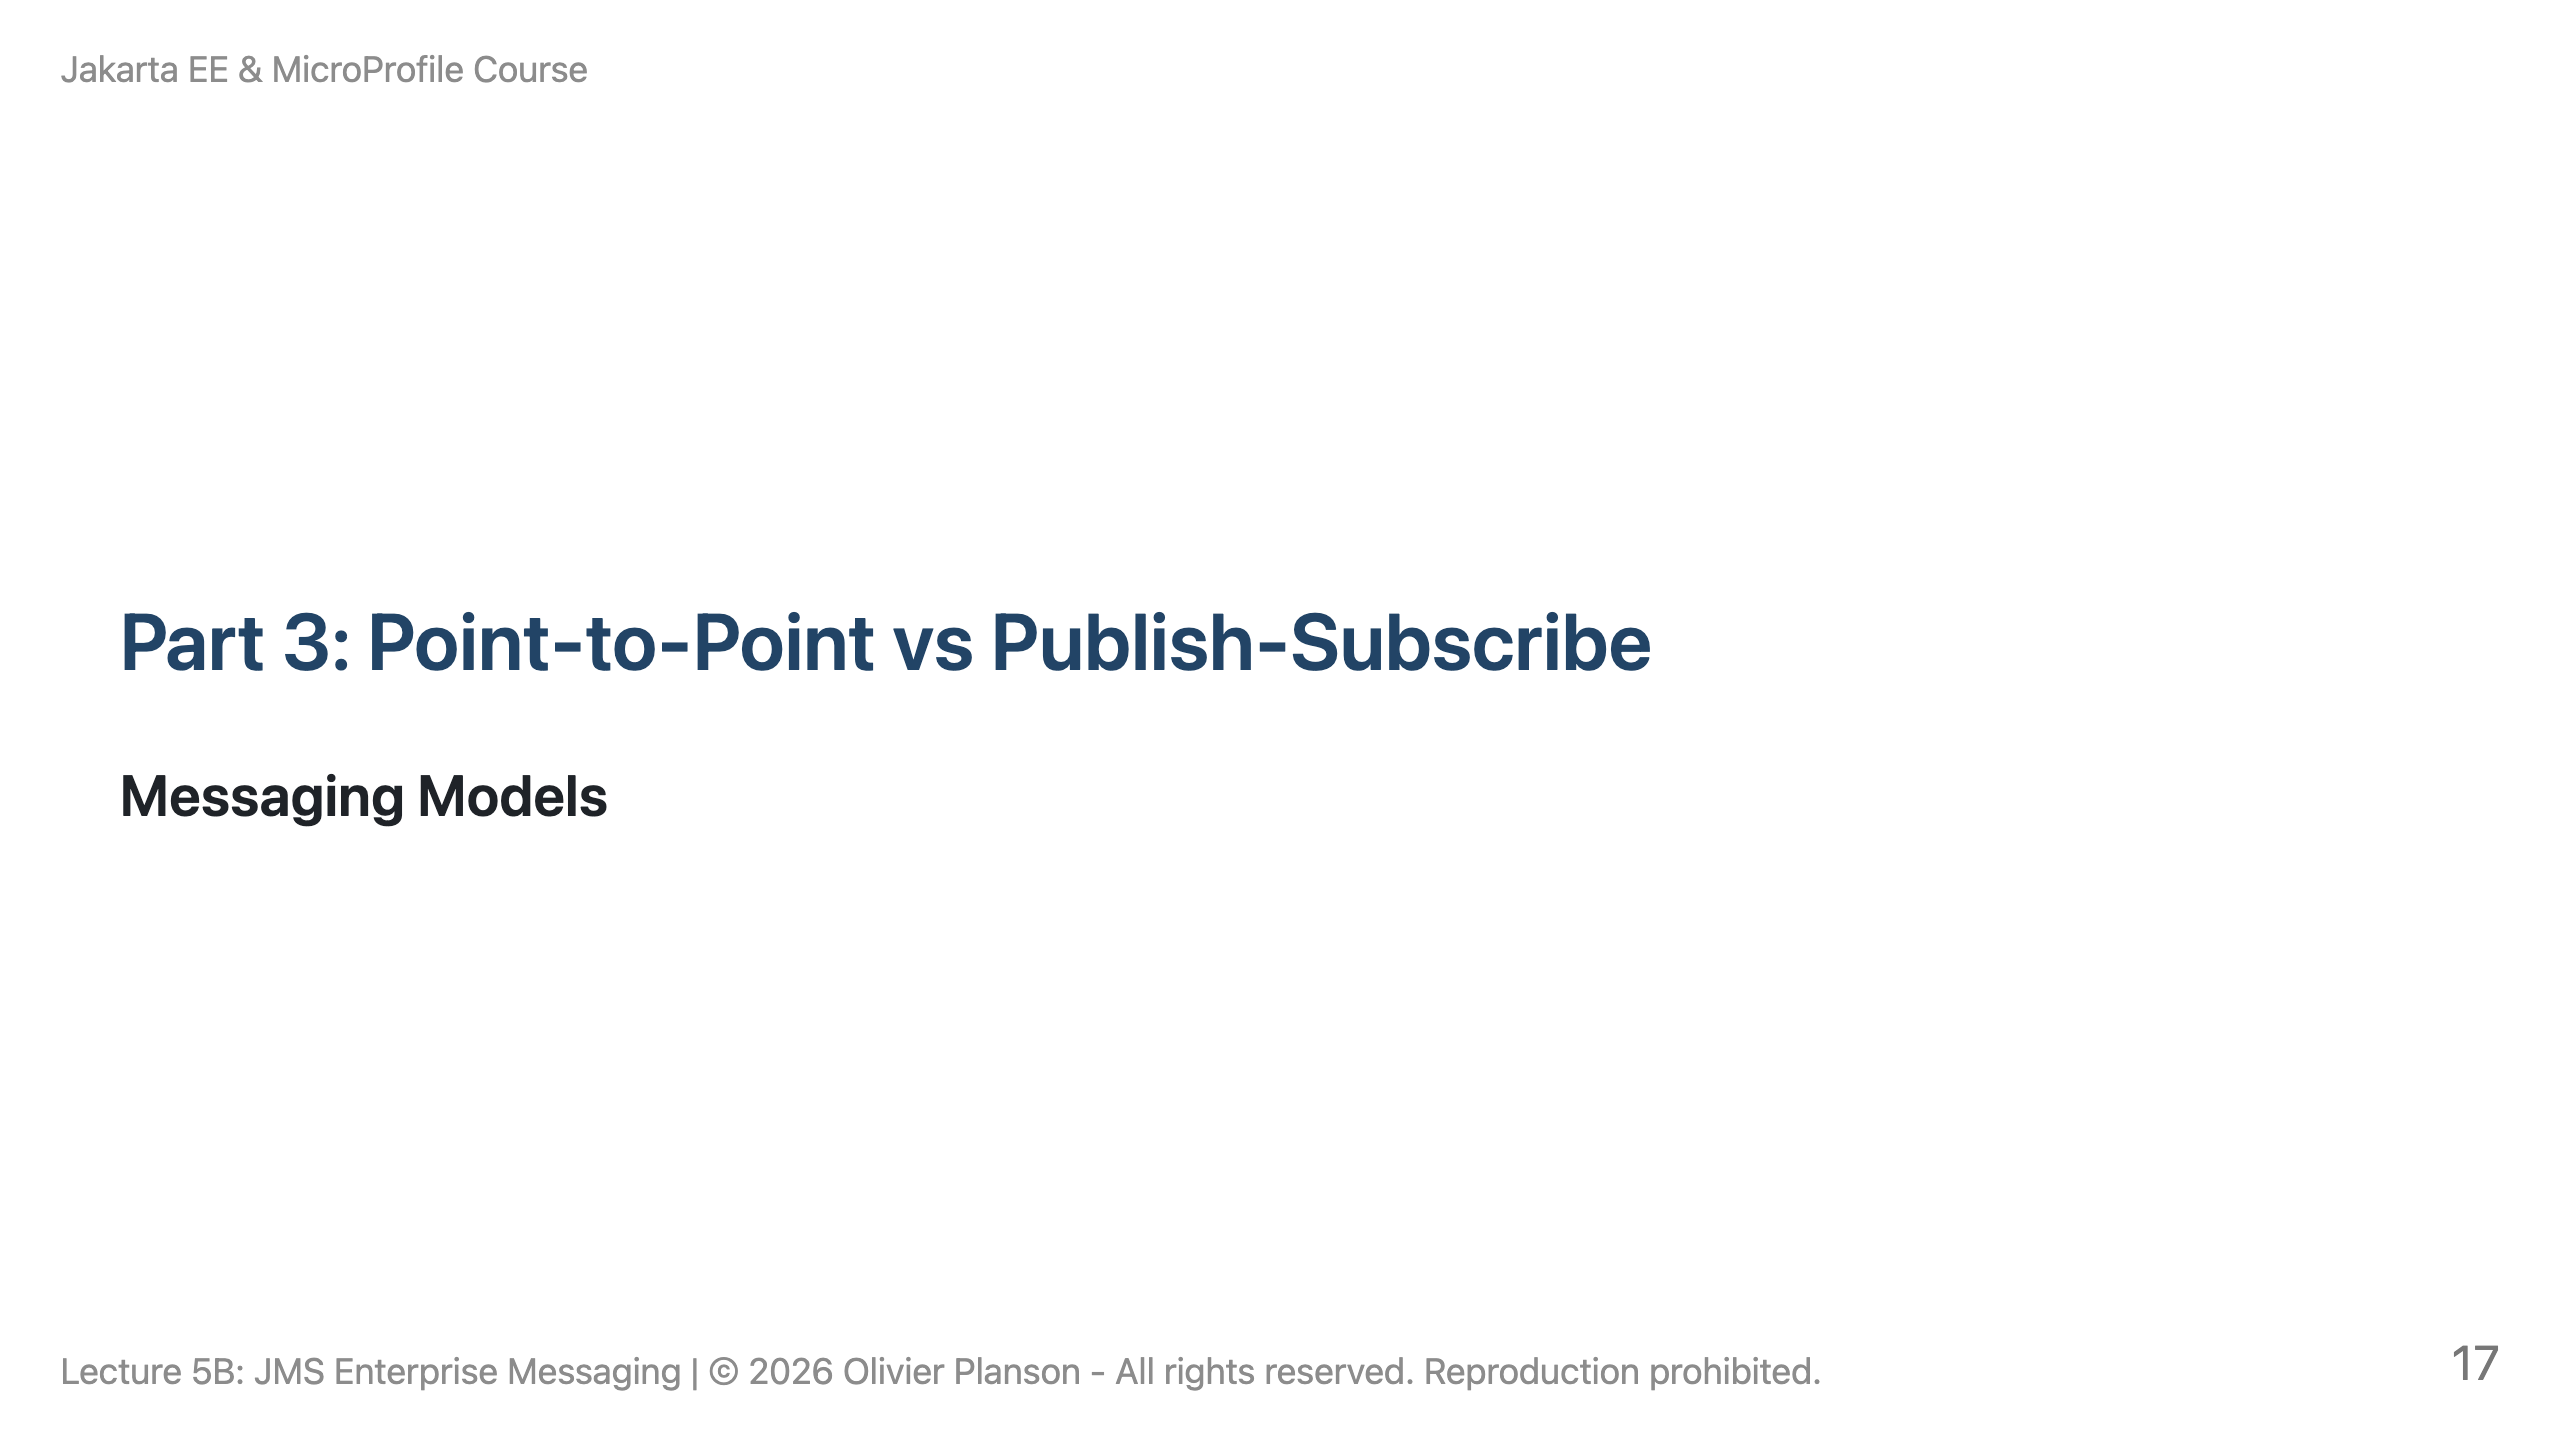 Jakarta EE & MicroProfile Course
Part 3: Point-to-Point vs Publish-Subscribe
Messaging Models
Lecture 5B: JMS Enterprise Messaging | © 2026 Olivier Planson - All rights reserved. Reproduction prohibited.
17